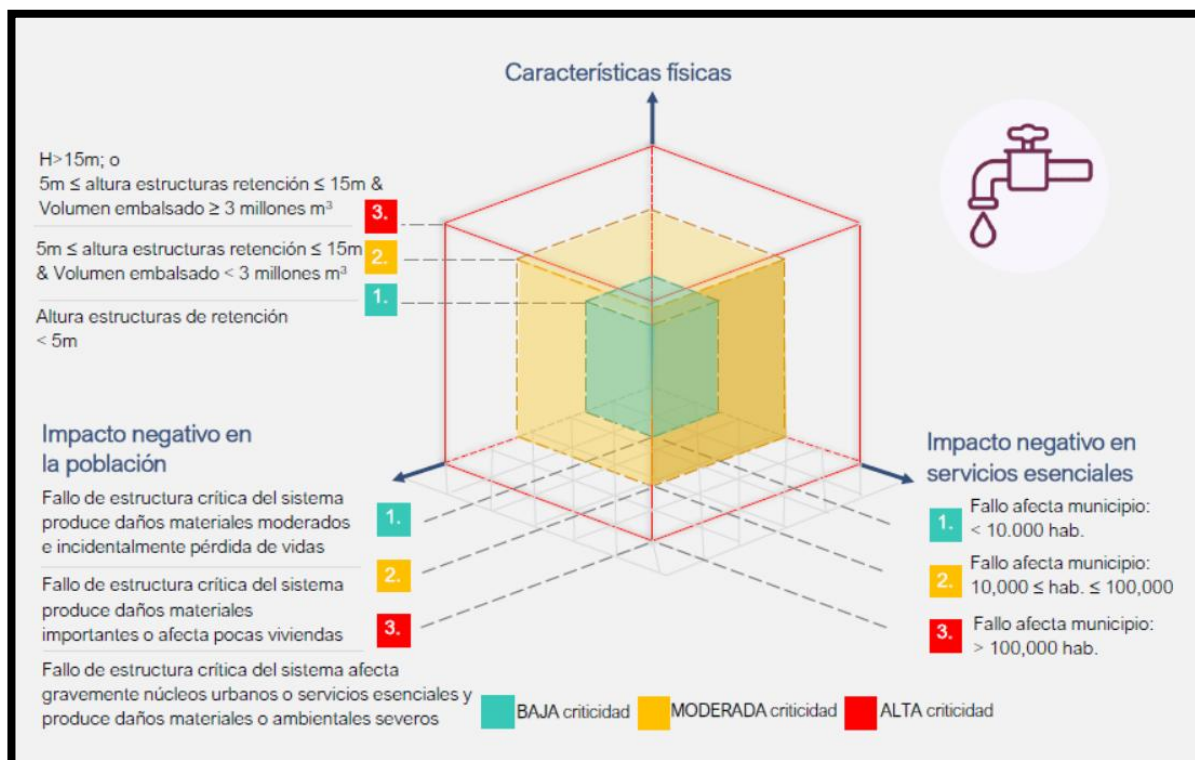 Características físicas
H>15m; o
5m ≤ altura estructuras retención ≤ 15m &
Volumen embalsado ≥ 3 millones m³
3.
5m ≤ altura estructuras retención ≤ 15m
& Volumen embalsado < 3 millones m³
2.
1.
Altura estructuras de retención
< 5m
Impacto negativo en
la población
Fallo de estructura crítica del sistema
produce daños materiales moderados
e incidentalmente pérdida de vidas
1.
Fallo de estructura crítica del sistema
produce daños materiales
importantes o afecta pocas viviendas
2.
3.
Fallo de estructura crítica del sistema afecta
gravemente núcleos urbanos o servicios esenciales y
produce daños materiales o ambientales severos
Impacto negativo en
servicios esenciales
1.
Fallo afecta municipio:
< 10.000 hab.
2.
Fallo afecta municipio:
10,000 ≤ hab. ≤ 100,000
3.
Fallo afecta municipio:
> 100,000 hab.
BAJA criticidad
MODERADA criticidad
ALTA criticidad